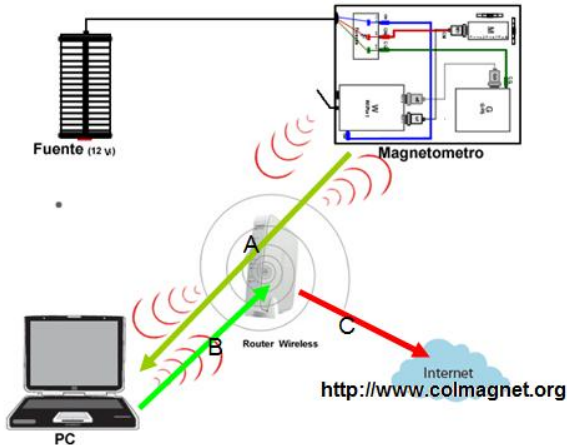 Fuente (12 V)
Magnetometro
M
W
G
A
B
C
Router Wireless
PC
Internet
http://www.colmagnet.org